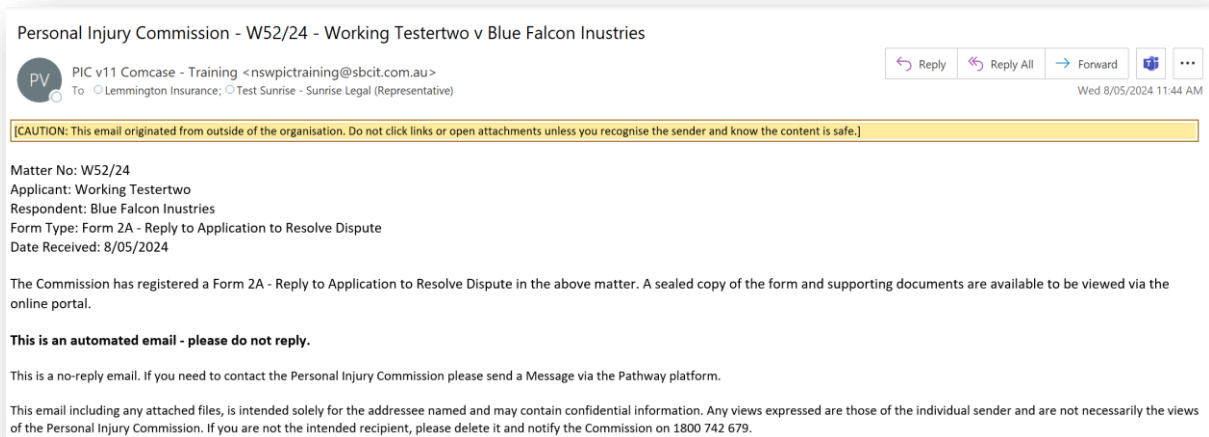 Personal Injury Commission - W52/24 - Working Testertwo v Blue Falcon Inustries
PV
PIC v11 Comcase - Training <nswpictraining@sbcit.com.au>
To Lemmington Insurance; Test Sunrise - Sunrise Legal (Representative)
Reply
Reply All
Forward
Wed 8/05/2024 11:44 AM
[CAUTION: This email originated from outside of the organisation. Do not click links or open attachments unless you recognise the sender and know the content is safe.]
Matter No: W52/24
Applicant: Working Testertwo
Respondent: Blue Falcon Inustries
Form Type: Form 2A - Reply to Application to Resolve Dispute
Date Received: 8/05/2024
The Commission has registered a Form 2A - Reply to Application to Resolve Dispute in the above matter. A sealed copy of the form and supporting documents are available to be viewed via the
online portal.
This is an automated email - please do not reply.
This is a no-reply email. If you need to contact the Personal Injury Commission please send a Message via the Pathway platform.
This email including any attached files, is intended solely for the addressee named and may contain confidential information. Any views expressed are those of the individual sender and are not necessarily the views
of the Personal Injury Commission. If you are not the intended recipient, please delete it and notify the Commission on 1800 742 679.